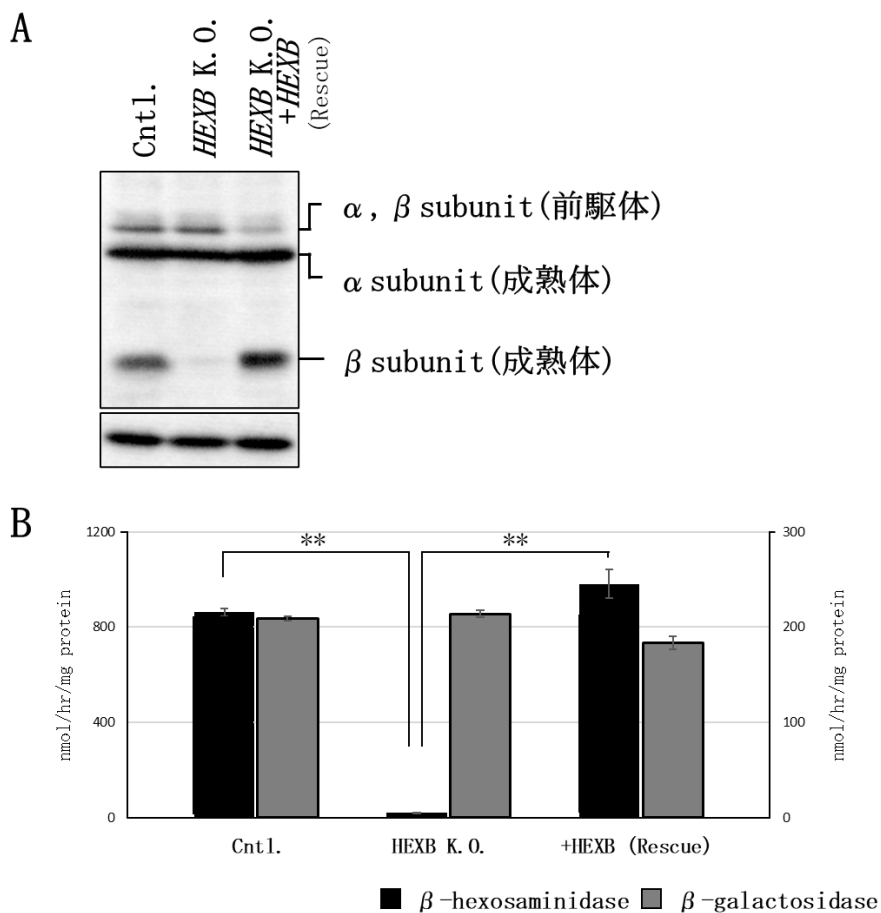 A
Cntl.
HEXB K.O.
HEXB K.O.
+HEXB
(Rescue)
α, β subunit(前駆体)
α subunit(成熟体)
β subunit(成熟体)
B
1200
800
400
0
nmol/hr/mg protein
** **
300
200
100
0
nmol/hr/mg protein
Cntl. HEXB K.O. +HEXB (Rescue)
β-hexosaminidase β-galactosidase